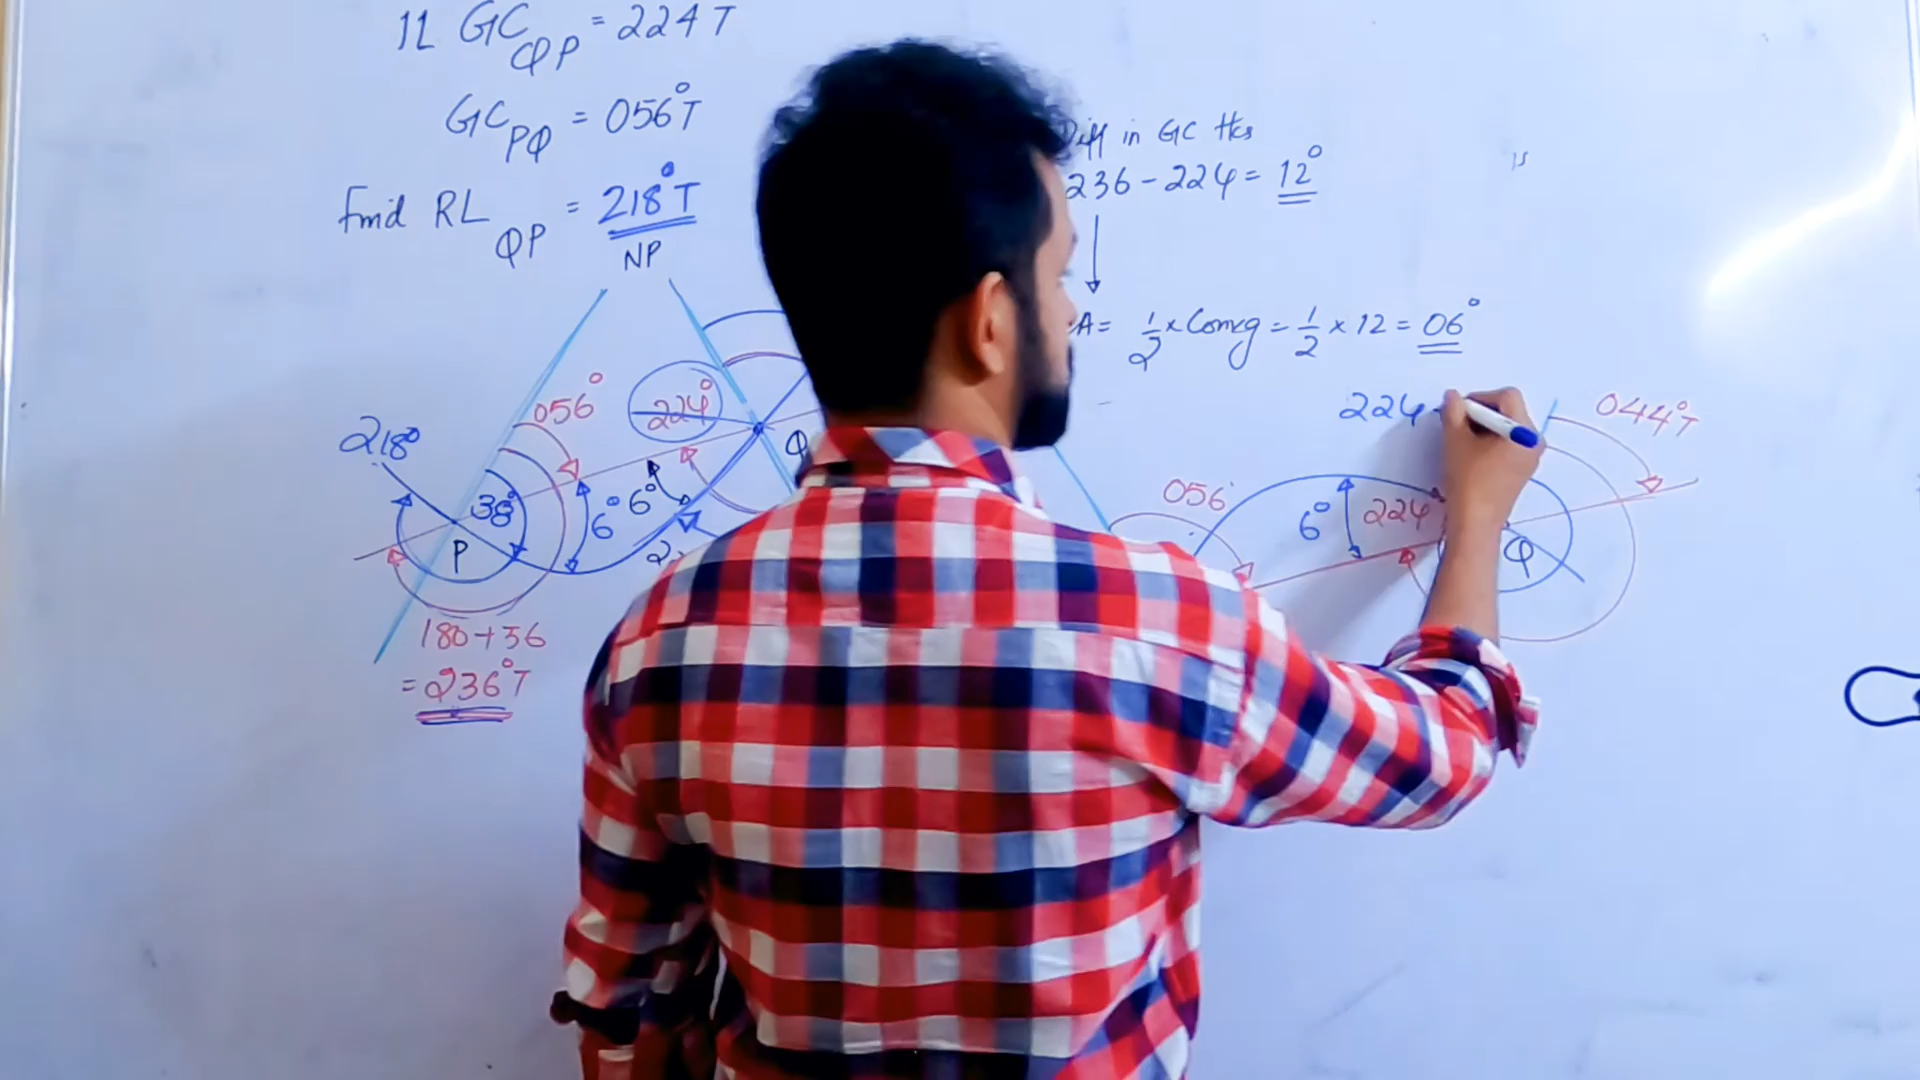 11 GC QP = 224 T
GC PQ = 056°T
find RL QP = 218°T
NP
Diff in GC tks
236 - 224 = 12°
A = 1/2 × Convg = 1/2 × 12 = 06°
218°
056°
224°
Q
38°
6°
6°
P
180+56
= 236°T
224
044°T
056°
6°
224°
Q